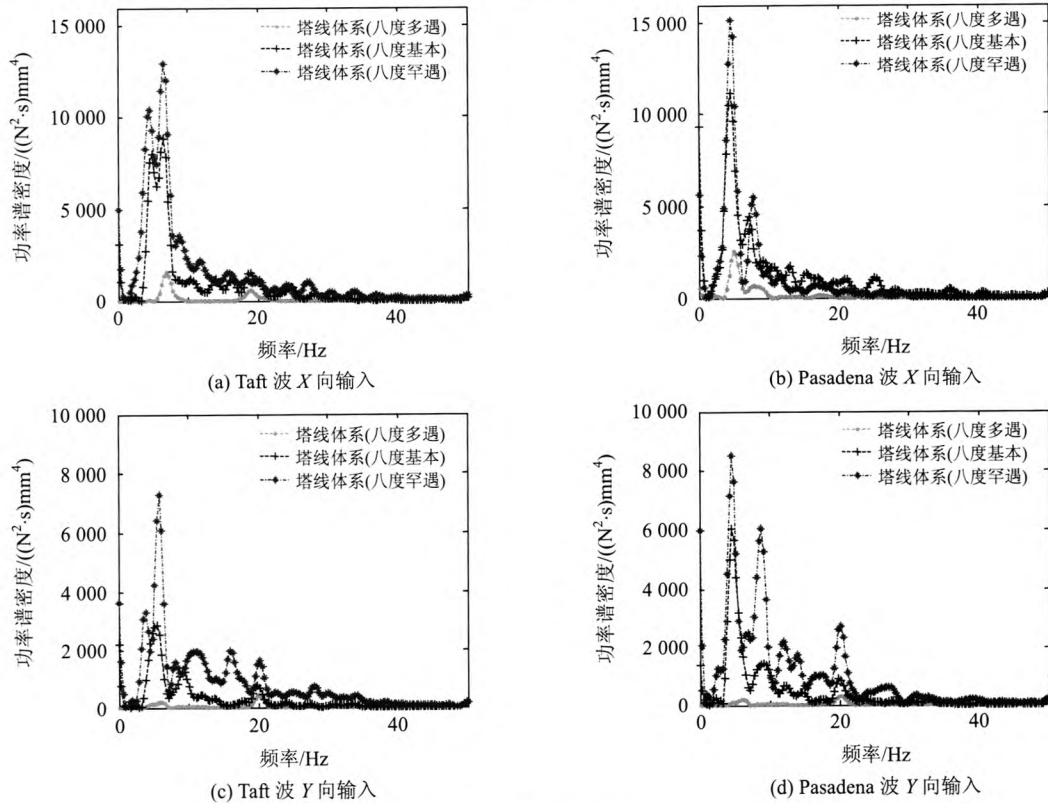 塔线体系(八度多遇)
塔线体系(八度基本)
塔线体系(八度罕遇)
15 000
10 000
5 000
0
功率谱密度/((N²·s)mm⁴)
0 20 40
频率/Hz
(a) Taft 波 X 向输入
塔线体系(八度多遇)
塔线体系(八度基本)
塔线体系(八度罕遇)
15 000
10 000
5 000
0
功率谱密度/((N²·s)mm⁴)
0 20 40
频率/Hz
(b) Pasadena 波 X 向输入
10 000
塔线体系(八度多遇)
塔线体系(八度基本)
塔线体系(八度罕遇)
8 000
6 000
4 000
2 000
0
功率谱密度/((N²·s)mm⁴)
0 20 40
频率/Hz
(c) Taft 波 Y 向输入
10 000
塔线体系(八度多遇)
塔线体系(八度基本)
塔线体系(八度罕遇)
8 000
6 000
4 000
2 000
0
功率谱密度/((N²·s)mm⁴)
0 20 40
频率/Hz
(d) Pasadena 波 Y 向输入